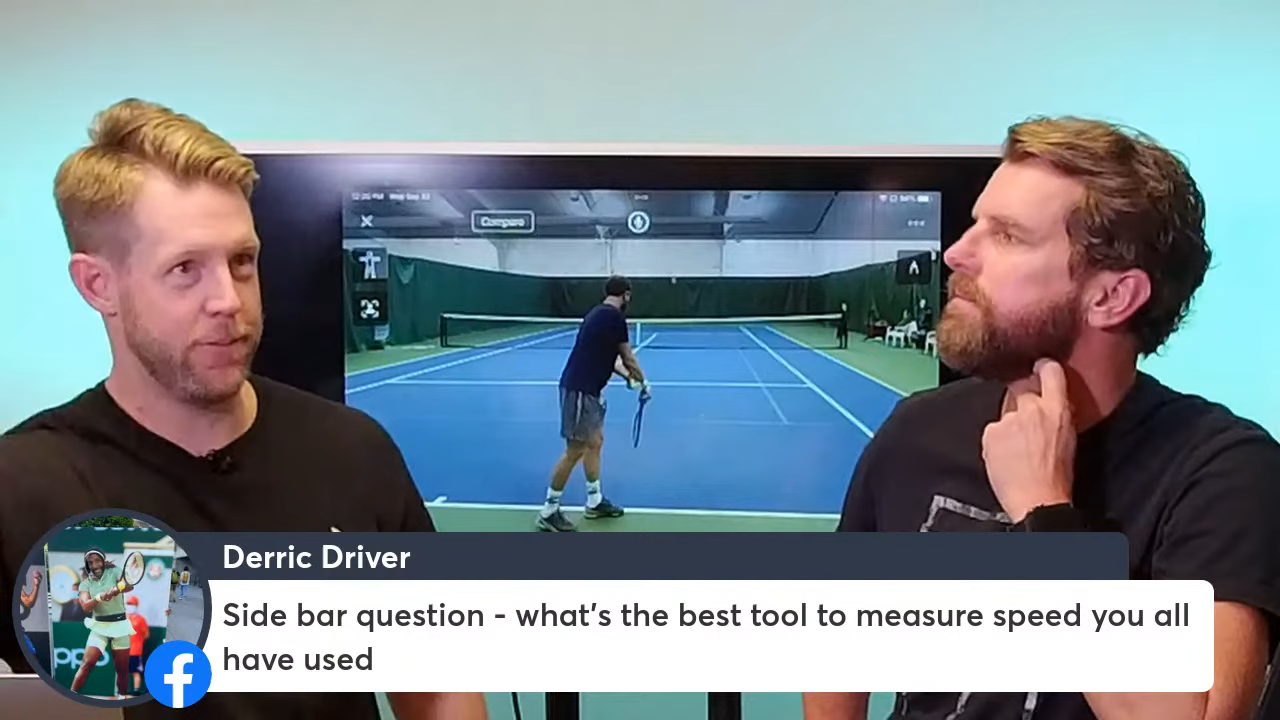 Compare
Derric Driver
Side bar question - what's the best tool to measure speed you all
have used